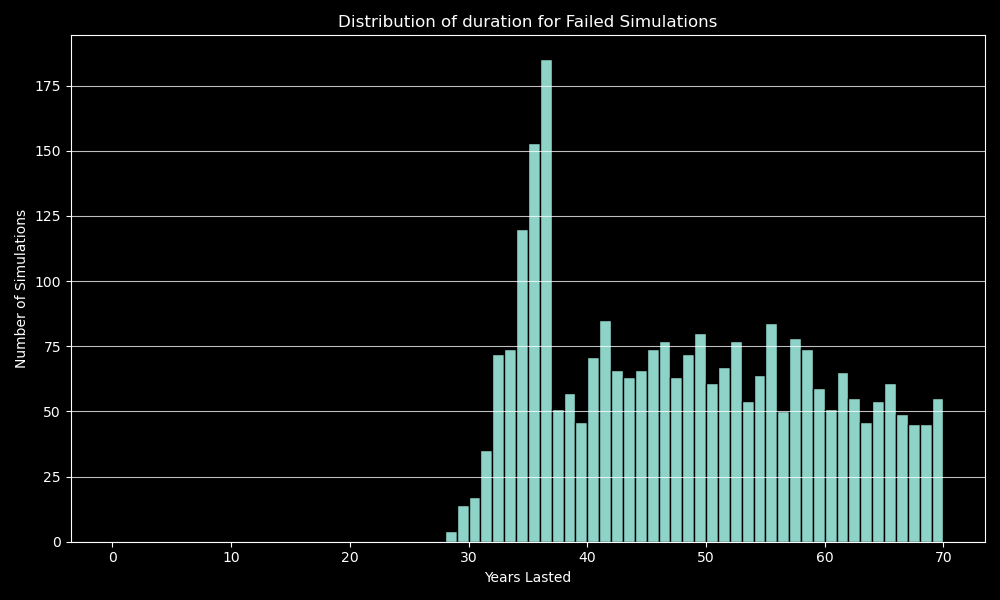 Distribution of duration for Failed Simulations
175
150
125
100
75
50
25
0
Number of Simulations
0 10 20 30 40 50 60 70
Years Lasted